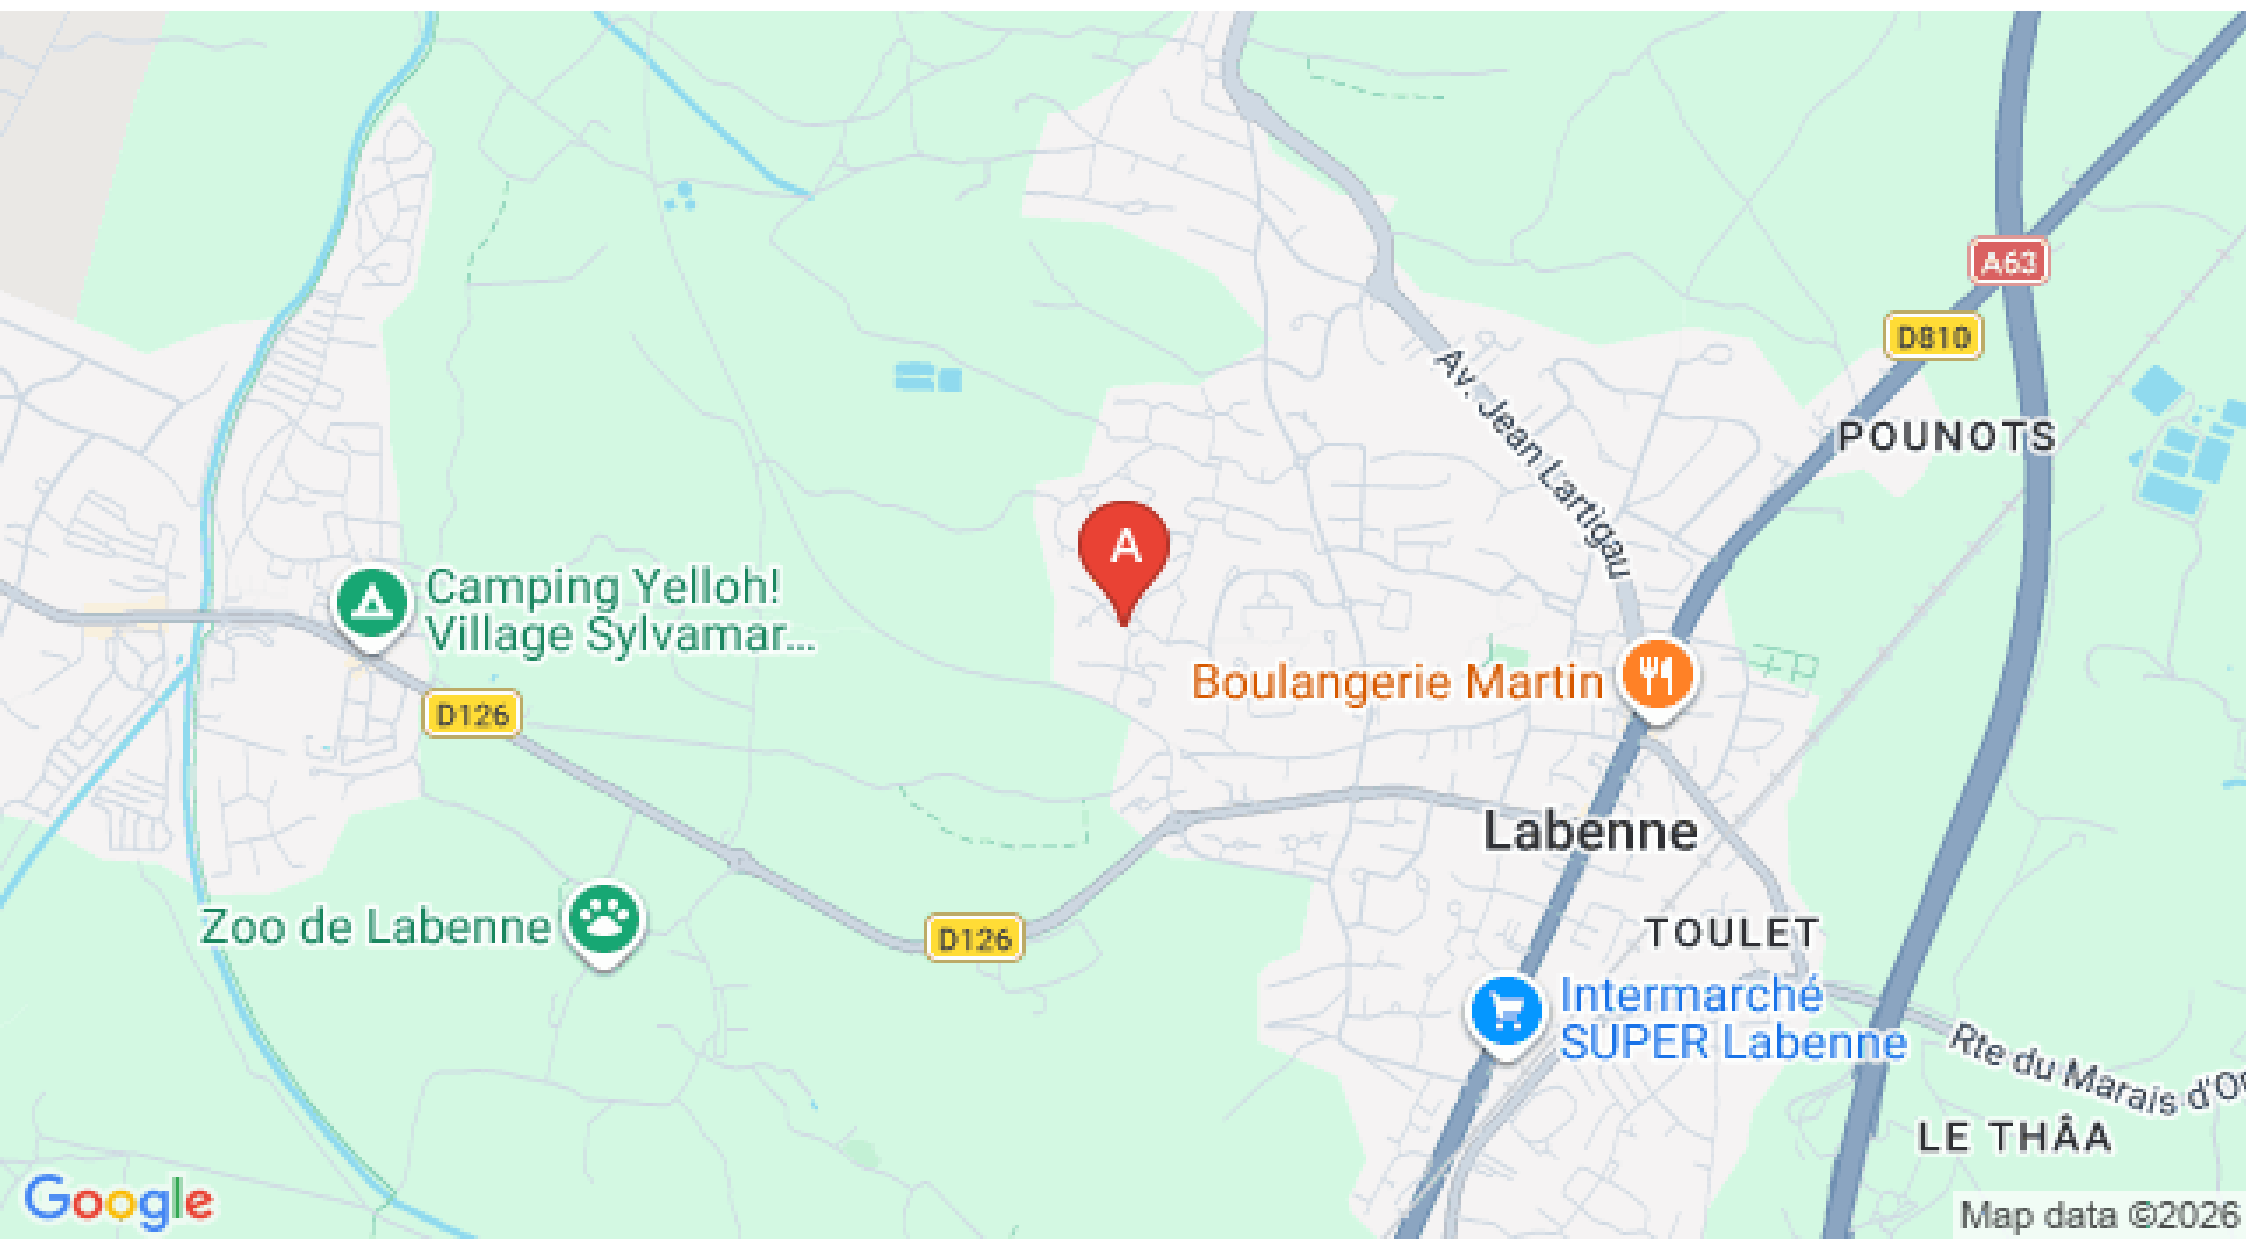 A63
D810
Av. Jean Lartigau
POUNOTS
A
Camping Yelloh!
Village Sylvamar...
Boulangerie Martin
D126
Labenne
Zoo de Labenne
D126
TOULET
Intermarché
SUPER Labenne
Rte du Marais d'O
LE THÂA
Google
Map data ©2026